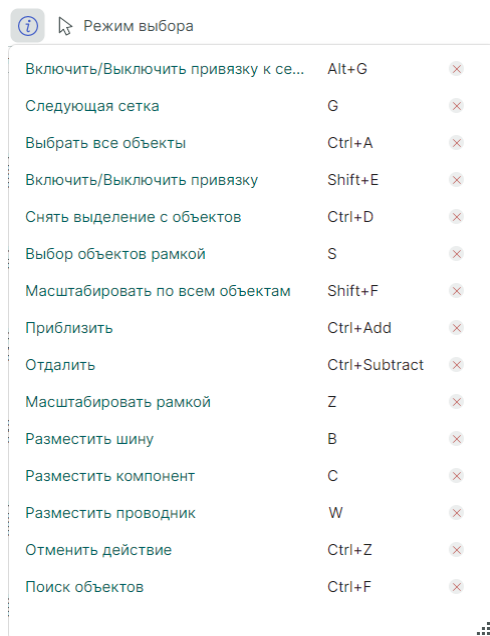 Режим выбора
Включить/Выключить привязку к се... Alt+G
Следующая сетка G
Выбрать все объекты Ctrl+A
Включить/Выключить привязку Shift+E
Снять выделение с объектов Ctrl+D
Выбор объектов рамкой S
Масштабировать по всем объектам Shift+F
Приблизить Ctrl+Add
Отдалить Ctrl+Subtract
Масштабировать рамкой Z
Разместить шину B
Разместить компонент C
Разместить проводник W
Отменить действие Ctrl+Z
Поиск объектов Ctrl+F